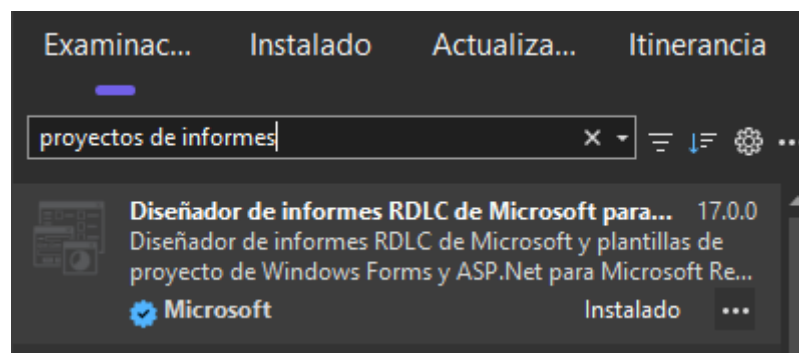 Examinac... Instalado Actualiza... Itinerancia
proyectos de informes
Diseñador de informes RDLC de Microsoft para... 17.0.0
Diseñador de informes RDLC de Microsoft y plantillas de
proyecto de Windows Forms y ASP.Net para Microsoft Re...
Microsoft Instalado